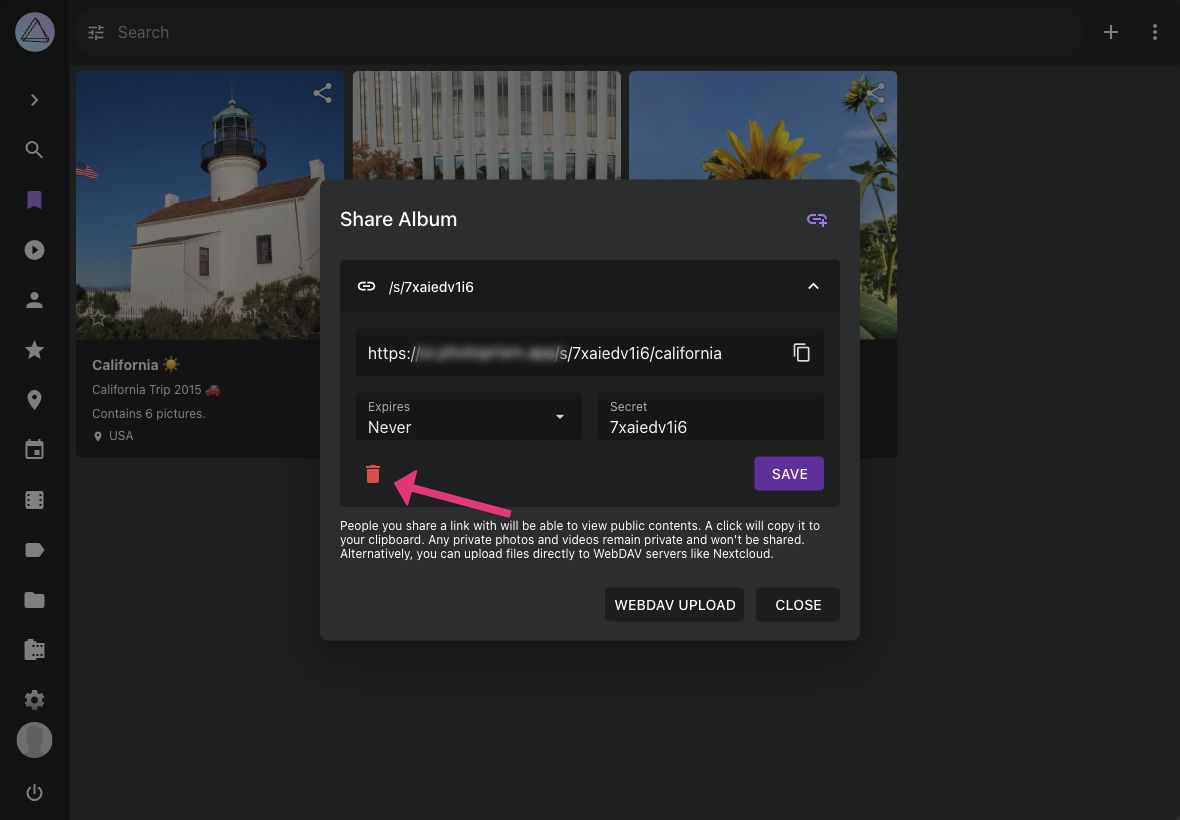 Search
Share Album
/s/7xaiedv1i6
https:// /s/7xaiedv1i6/california
Expires
Never
Secret
7xaiedv1i6
SAVE
People you share a link with will be able to view public contents. A click will copy it to
your clipboard. Any private photos and videos remain private and won't be shared.
Alternatively, you can upload files directly to WebDAV servers like Nextcloud.
WEBDAV UPLOAD
CLOSE
California ☀️
California Trip 2015 🚗
Contains 6 pictures.
USA